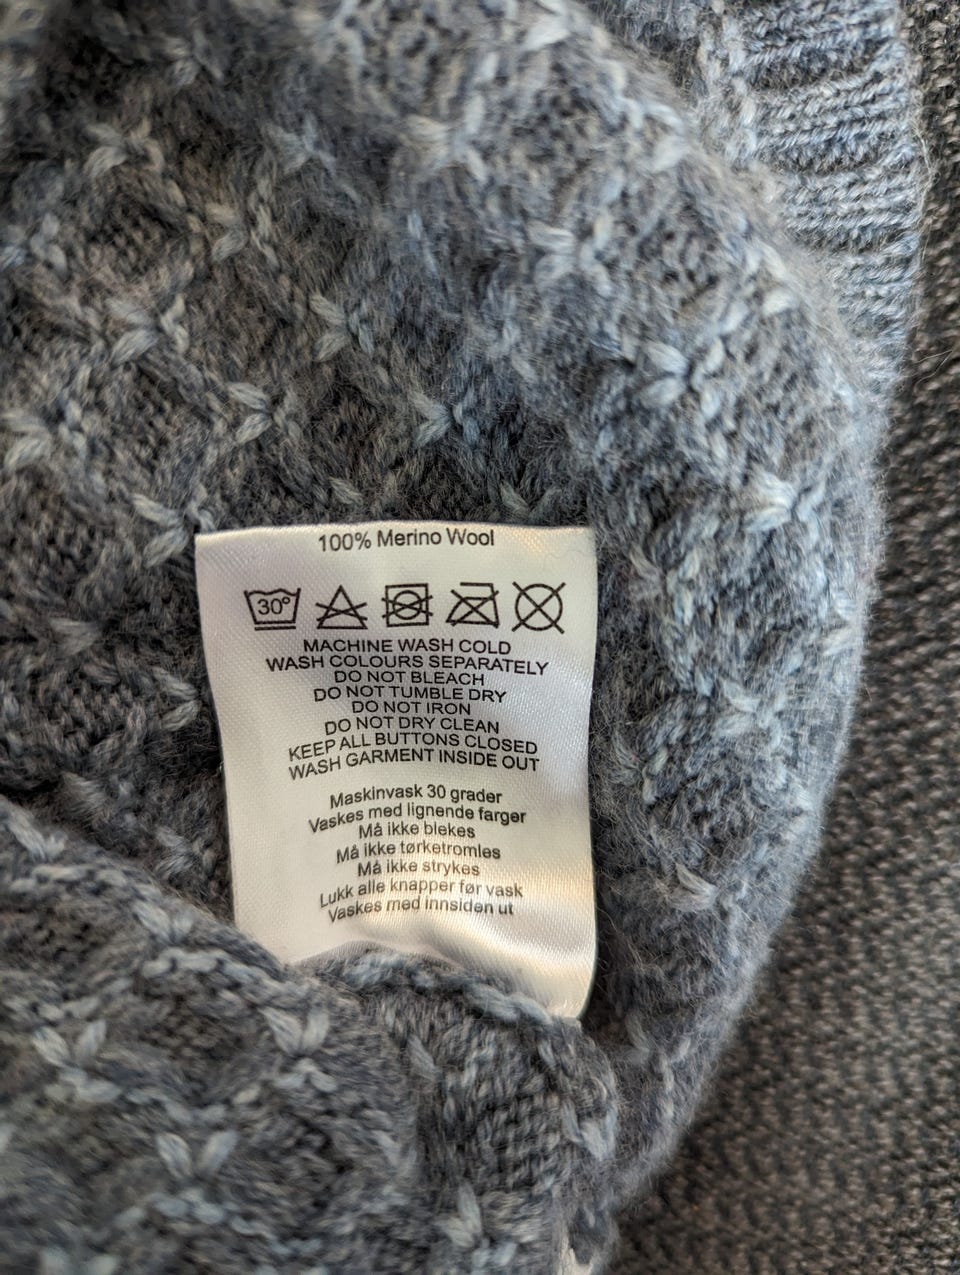 100% Merino Wool
30°
MACHINE WASH COLD
WASH COLOURS SEPARATELY
DO NOT BLEACH
DO NOT TUMBLE DRY
DO NOT IRON
DO NOT DRY CLEAN
KEEP ALL BUTTONS CLOSED
WASH GARMENT INSIDE OUT
Maskinvask 30 grader
Vaskes med lignende farger
Må ikke blekes
Må ikke tørketromles
Må ikke strykes
Lukk alle knapper før vask
Vaskes med innsiden ut